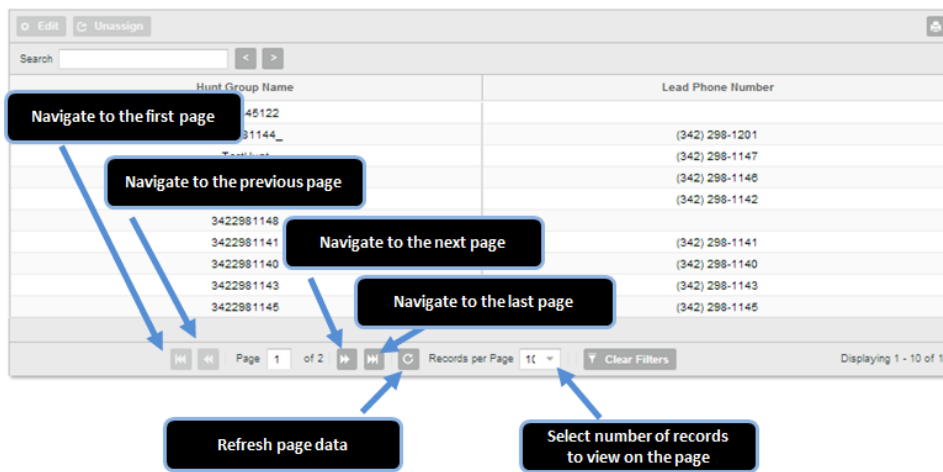 Edit Unassign
Search < >
Hunt Group Name Lead Phone Number
Navigate to the first page
45122
81144_ (342) 298-1201
(342) 298-1147
Navigate to the previous page
(342) 298-1146
(342) 298-1142
3422981148
3422981141 (342) 298-1141
Navigate to the next page
3422981140 (342) 298-1140
3422981143 (342) 298-1143
Navigate to the last page
3422981145 (342) 298-1145
Page 1 of 2 Records per Page 1( Clear Filters Displaying 1 - 10 of 1
Refresh page data
Select number of records
to view on the page